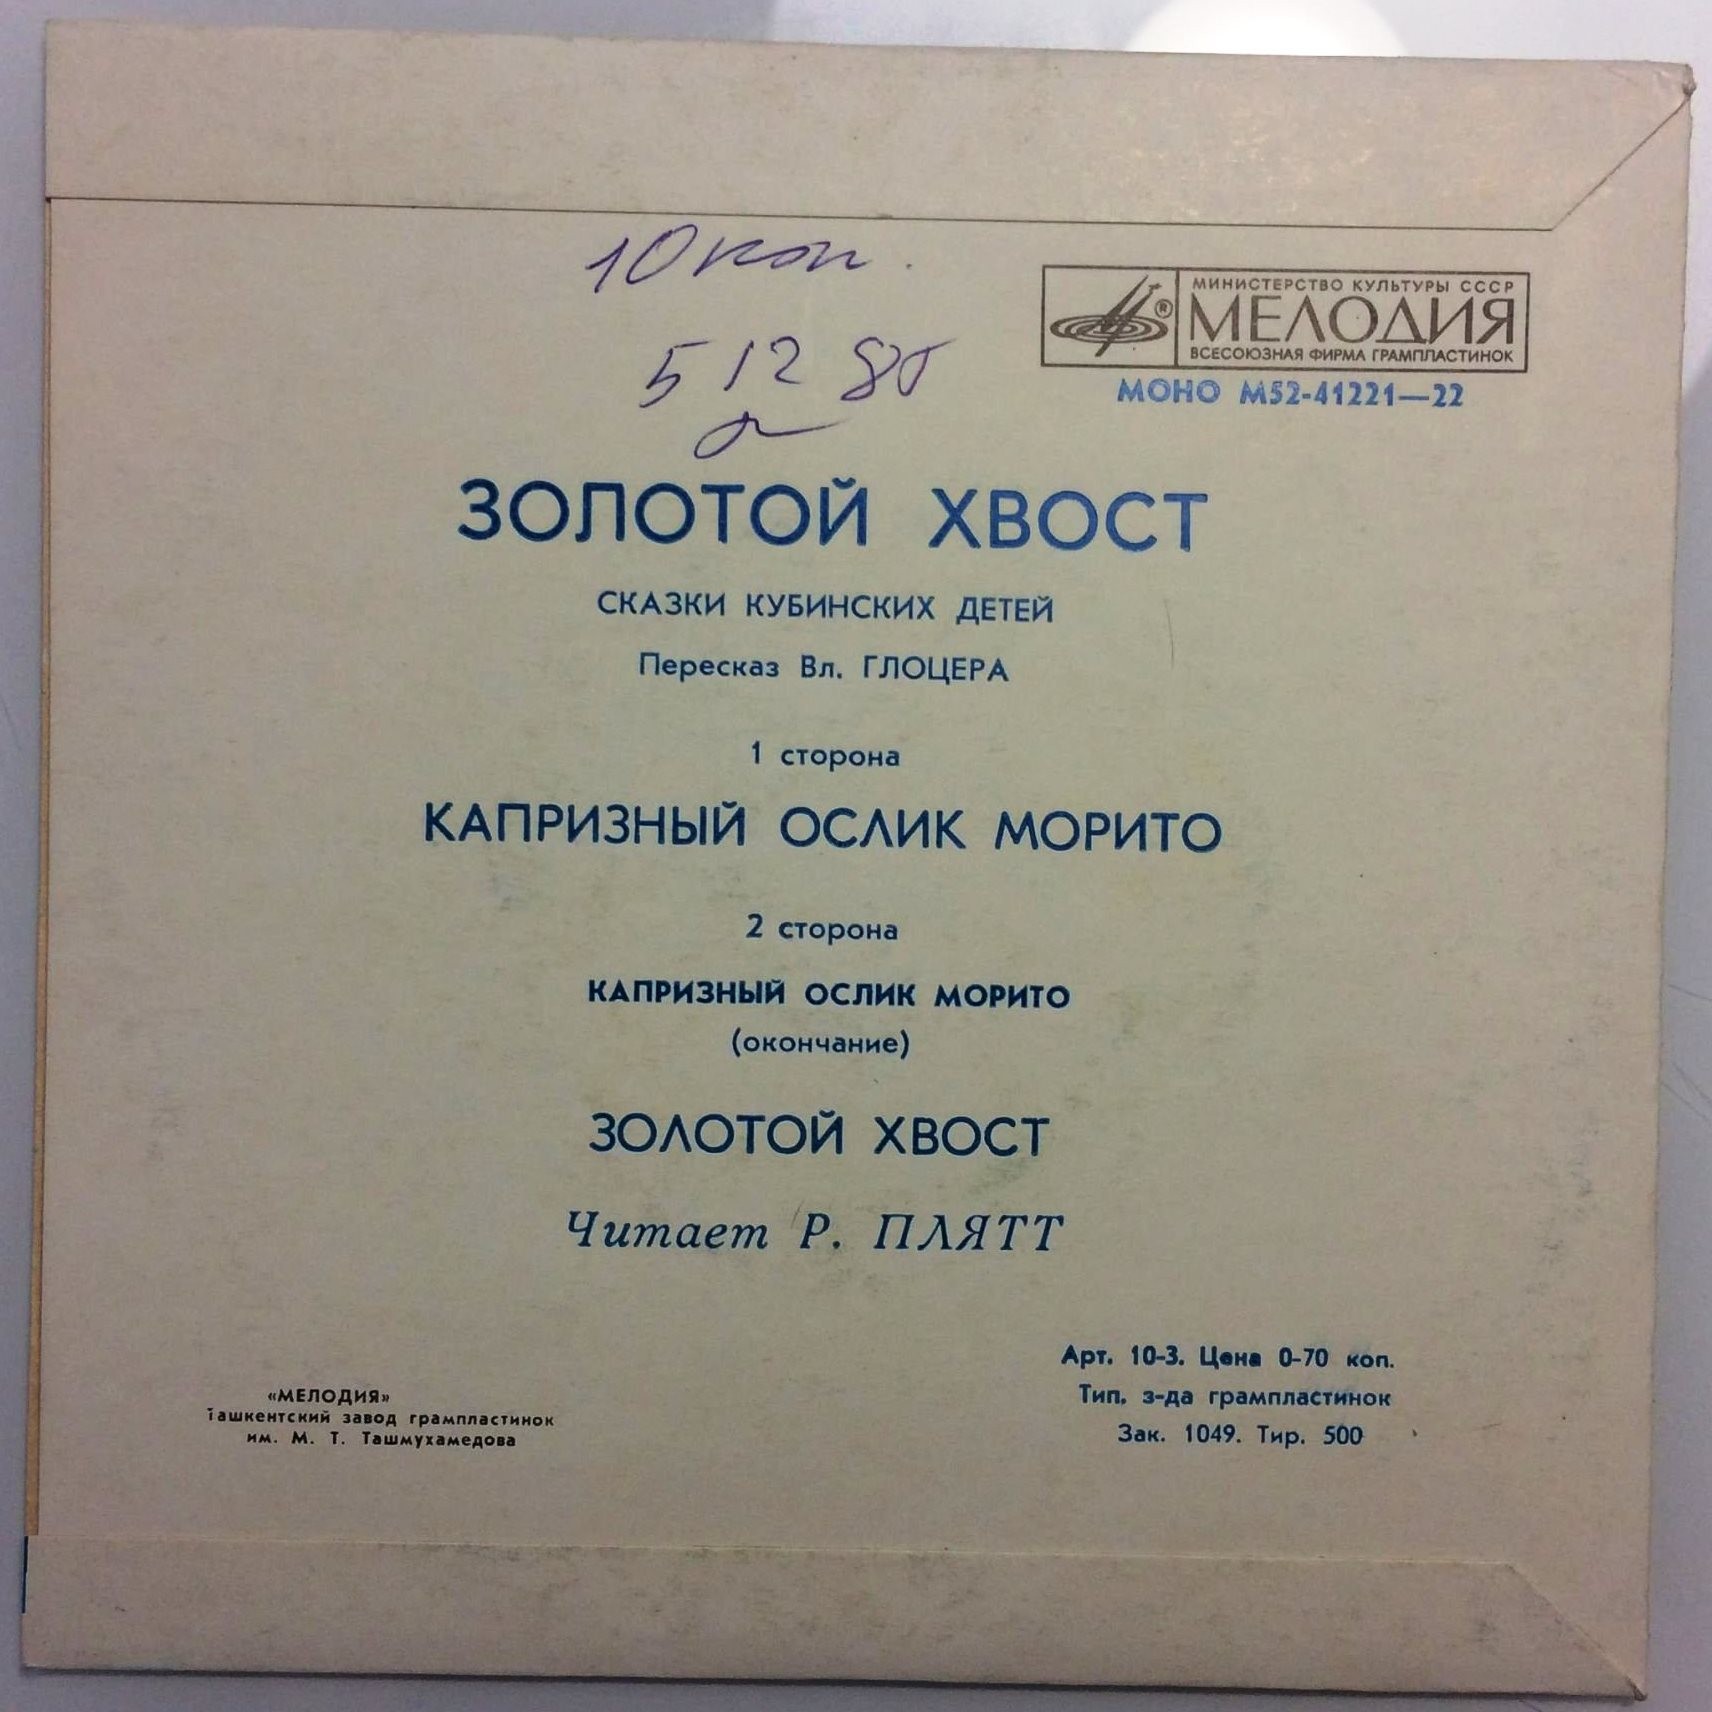 10 коп.
5 12 80
МИНИСТЕРСТВО КУЛЬТУРЫ СССР
®
МЕЛОДИЯ
ВСЕСОЮЗНАЯ ФИРМА ГРАМПЛАСТИНОК
МОНО М52-41221—22
ЗОЛОТОЙ ХВОСТ
СКАЗКИ КУБИНСКИХ ДЕТЕЙ
Пересказ Вл. ГЛОЦЕРА
1 сторона
КАПРИЗНЫЙ ОСЛИК МОРИТО
2 сторона
КАПРИЗНЫЙ ОСЛИК МОРИТО
(окончание)
ЗОЛОТОЙ ХВОСТ
Читает Р. ПЛЯТТ
«МЕЛОДИЯ»
Ташкентский завод грампластинок
им. М. Т. Ташмухамедова
Арт. 10-3. Цена 0-70 коп.
Тип. з-да грампластинок
Зак. 1049. Тир. 500